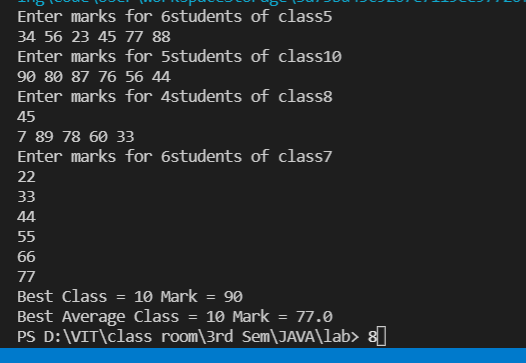 Enter marks for 6students of class5
34 56 23 45 77 88
Enter marks for 5students of class10
90 80 87 76 56 44
Enter marks for 4students of class8
45
7 89 78 60 33
Enter marks for 6students of class7
22
33
44
55
66
77
Best Class = 10 Mark = 90
Best Average Class = 10 Mark = 77.0
PS D:\VIT\class room\3rd Sem\JAVA\lab> 8